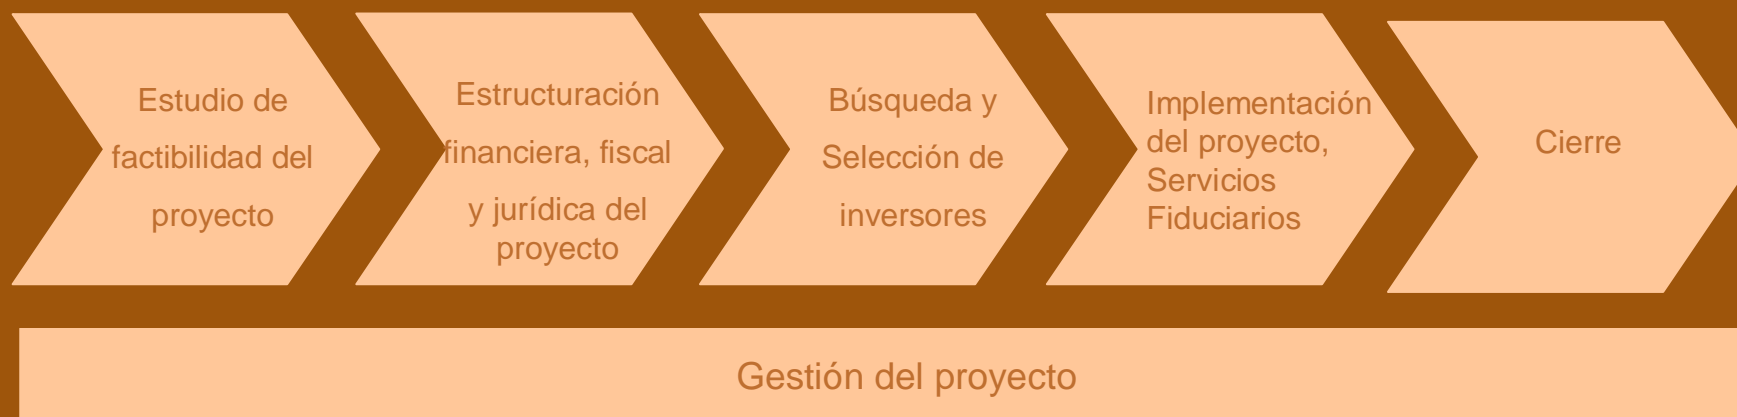 Estudio de
factibilidad del
proyecto
Estructuración
financiera, fiscal
y jurídica del
proyecto
Búsqueda y
Selección de
inversores
Implementación
del proyecto,
Servicios
Fiduciarios
Cierre
Gestión del proyecto